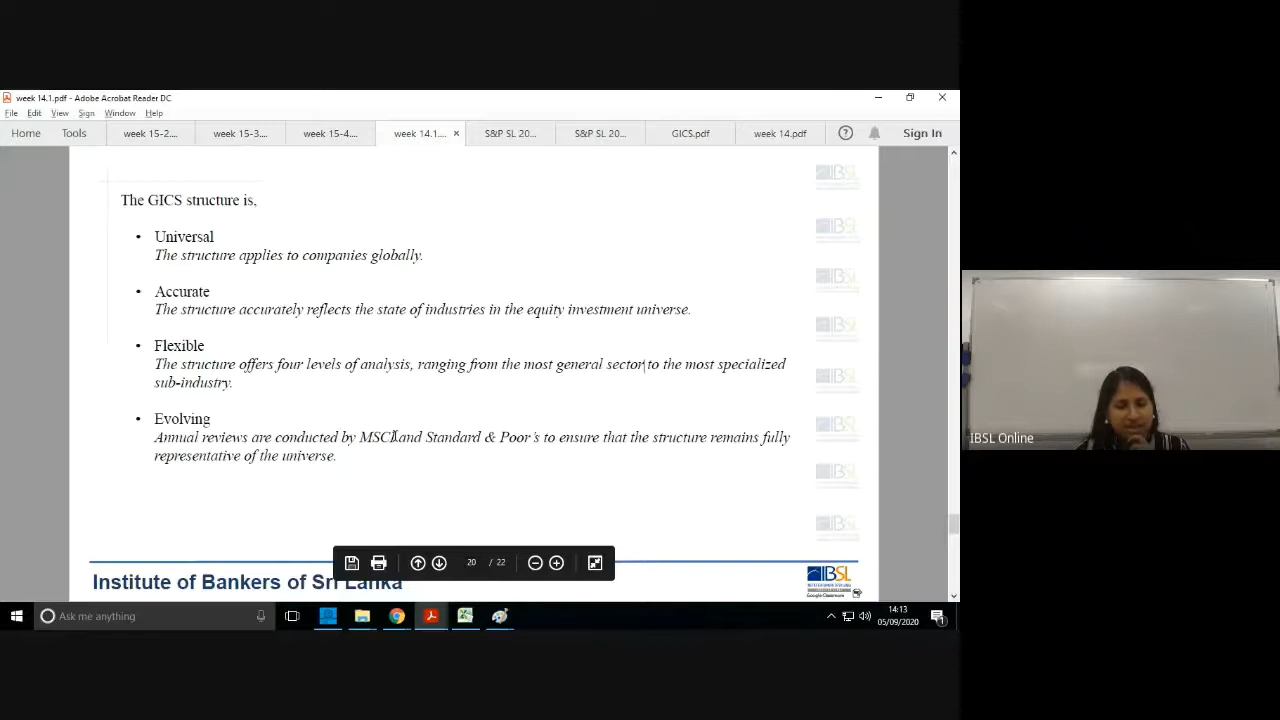 week 14.1.pdf - Adobe Acrobat Reader DC
File Edit View Sign Window Help
Home Tools week 15-2.... week 15-3.... week 15-4.... week 14.1.... × S&P SL 20... S&P SL 20... GICS.pdf week 14.pdf Sign In
The GICS structure is,
• Universal
The structure applies to companies globally.
• Accurate
The structure accurately reflects the state of industries in the equity investment universe.
• Flexible
The structure offers four levels of analysis, ranging from the most general sector to the most specialized
sub-industry.
• Evolving
Annual reviews are conducted by MSCI and Standard & Poor's to ensure that the structure remains fully
representative of the universe.
20 / 22
Institute of Bankers of Sri Lanka
IBSL
Google Classroom
Ask me anything
14:13
05/09/2020
IBSL Online